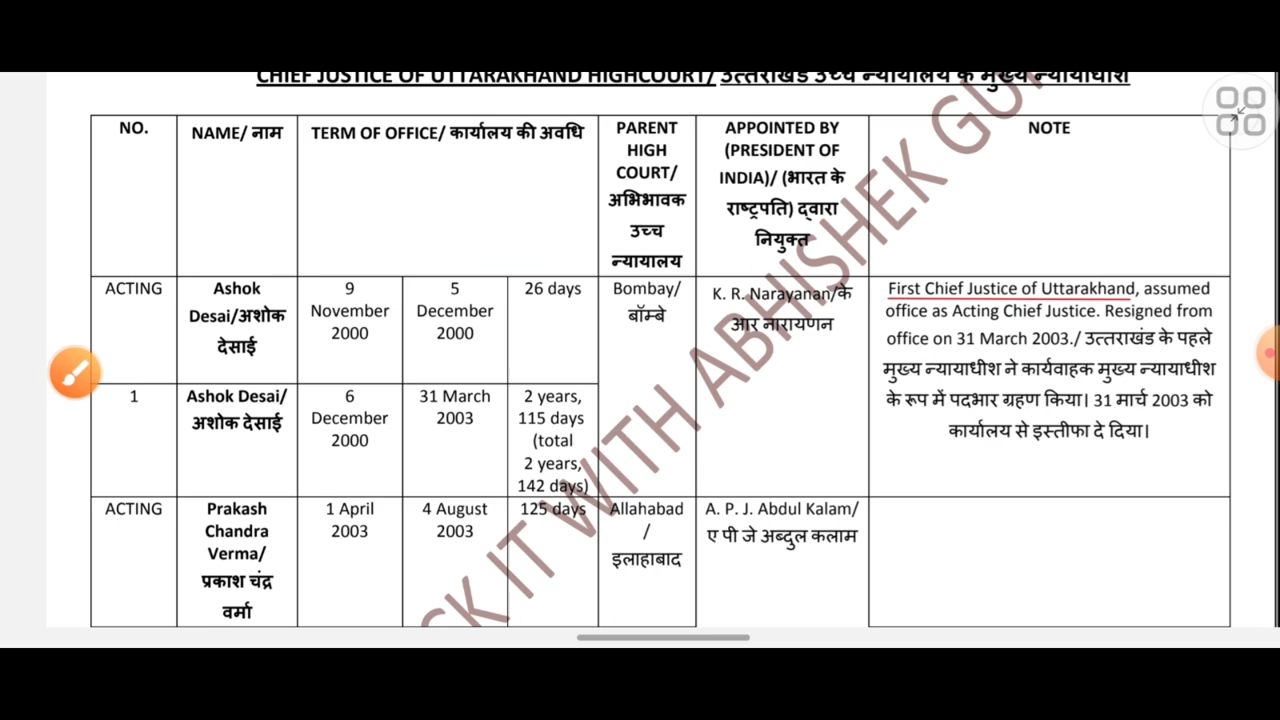 CHIEF JUSTICE OF UTTARAKHAND HIGHCOURT/ उत्तराखंड उच्च न्यायालय के मुख्य न्यायाधीश
NO.
NAME/ नाम
TERM OF OFFICE/ कार्यालय की अवधि
PARENT
HIGH
COURT/
अभिभावक
उच्च
न्यायालय
APPOINTED BY
(PRESIDENT OF
INDIA)/ (भारत के
राष्ट्रपति) द्वारा
नियुक्त
NOTE
ACTING
Ashok
Desai/अशोक
देसाई
9
November
2000
5
December
2000
26 days
Bombay/
बॉम्बे
K. R. Narayanan/के
आर नारायणन
First Chief Justice of Uttarakhand, assumed
office as Acting Chief Justice. Resigned from
office on 31 March 2003./ उत्तराखंड के पहले
मुख्य न्यायाधीश ने कार्यवाहक मुख्य न्यायाधीश
के रूप में पदभार ग्रहण किया। 31 मार्च 2003 को
कार्यालय से इस्तीफा दे दिया।
1
Ashok Desai/
अशोक देसाई
6
December
2000
31 March
2003
2 years,
115 days
(total
2 years,
142 days)
ACTING
Prakash
Chandra
Verma/
प्रकाश चंद्र
वर्मा
1 April
2003
4 August
2003
125 days
Allahabad
/
इलाहाबाद
A. P. J. Abdul Kalam/
ए पी जे अब्दुल कलाम
IT WITH ABHISHEK